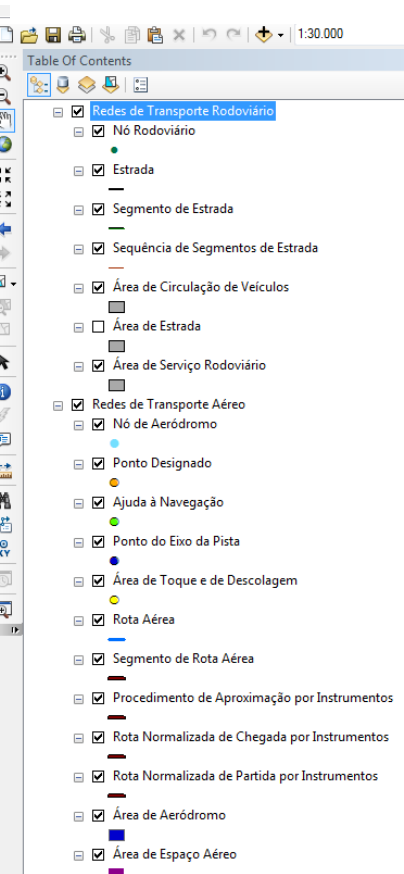 1:30.000
Table Of Contents
Redes de Transporte Rodoviário
Nó Rodoviário
Estrada
Segmento de Estrada
Sequência de Segmentos de Estrada
Área de Circulação de Veículos
Área de Estrada
Área de Serviço Rodoviário
Redes de Transporte Aéreo
Nó de Aeródromo
Ponto Designado
Ajuda à Navegação
Ponto do Eixo da Pista
Área de Toque e de Descolagem
Rota Aérea
Segmento de Rota Aérea
Procedimento de Aproximação por Instrumentos
Rota Normalizada de Chegada por Instrumentos
Rota Normalizada de Partida por Instrumentos
Área de Aeródromo
Área de Espaço Aéreo